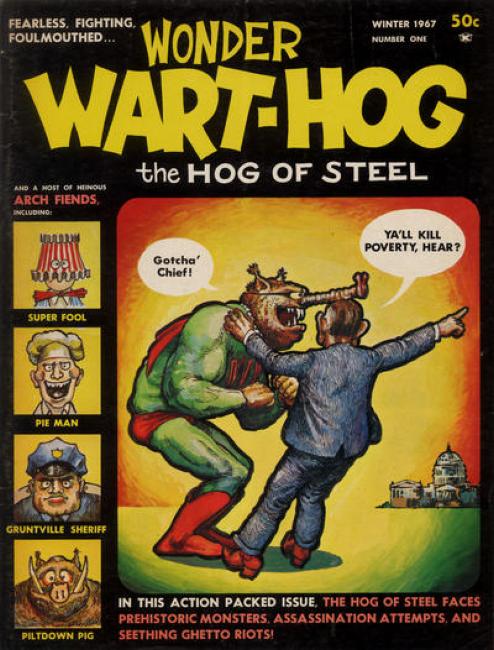 FEARLESS, FIGHTING,
FOULMOUTHED...
WINTER 1967 50c
NUMBER ONE
WONDER
WART-HOG
the HOG OF STEEL
AND A HOST OF HEINOUS
ARCH FIENDS,
INCLUDING:
SUPER FOOL
PIE MAN
GRUNTVILLE SHERIFF
PILTDOWN PIG
Gotcha'
Chief!
YA'LL KILL
POVERTY, HEAR?
IN THIS ACTION PACKED ISSUE, THE HOG OF STEEL FACES
PREHISTORIC MONSTERS, ASSASSINATION ATTEMPTS, AND
SEETHING GHETTO RIOTS!